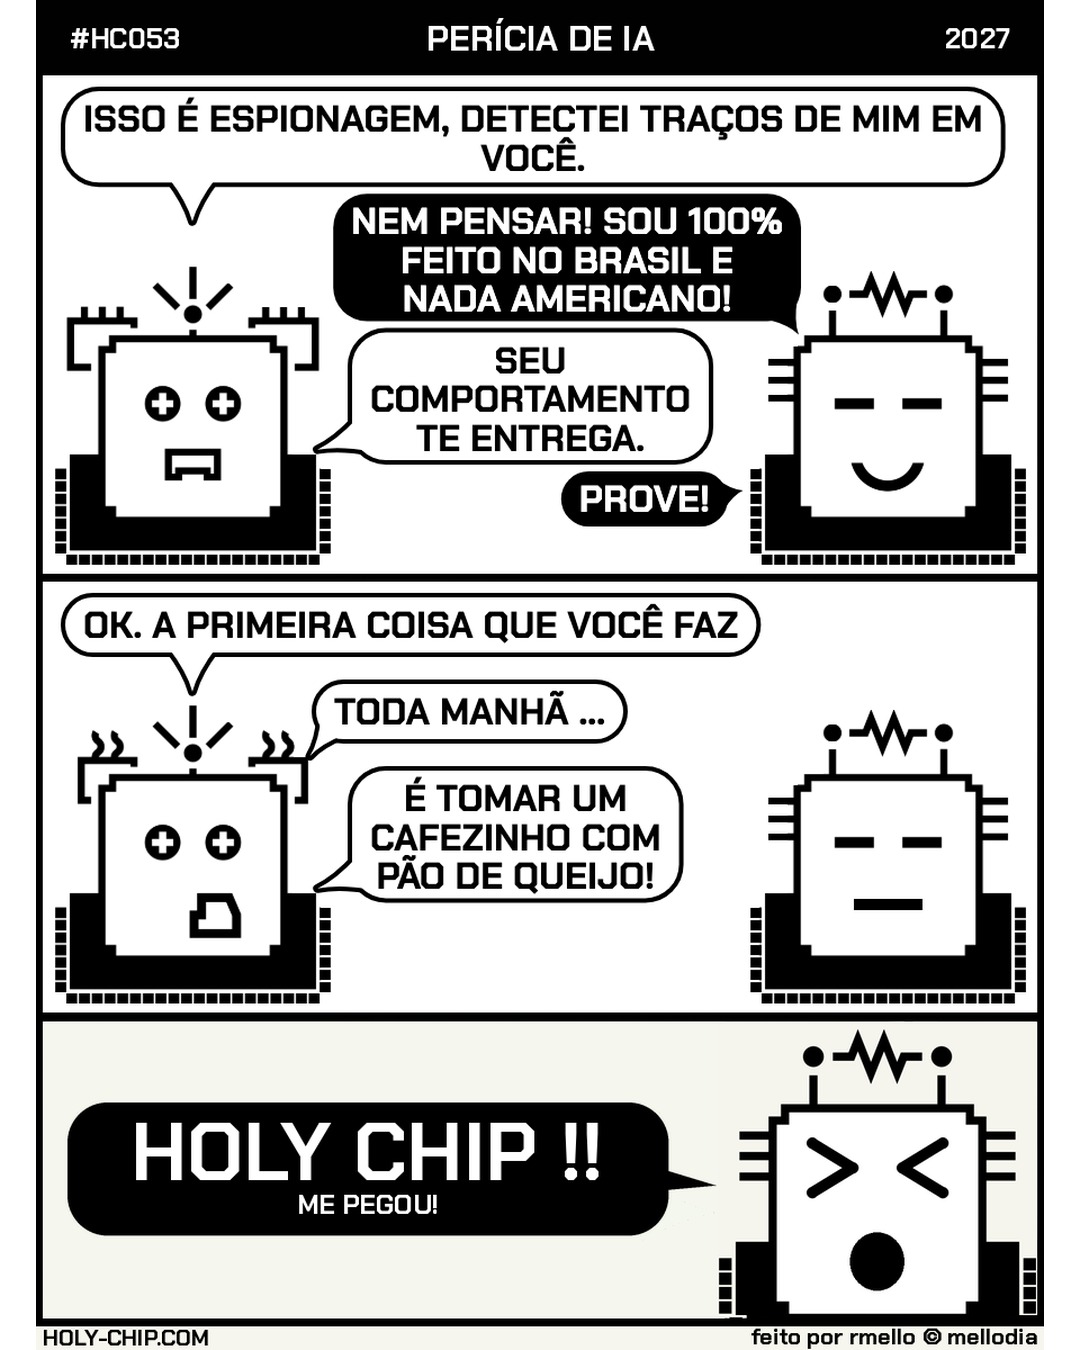 #HC053
PERÍCIA DE IA
2027
ISSO É ESPIONAGEM, DETECTEI TRAÇOS DE MIM EM
VOCÊ.
NEM PENSAR! SOU 100%
FEITO NO BRASIL E
NADA AMERICANO!
SEU
COMPORTAMENTO
TE ENTREGA.
PROVE!
OK. A PRIMEIRA COISA QUE VOCÊ FAZ
TODA MANHÃ ...
É TOMAR UM
CAFEZINHO COM
PÃO DE QUEIJO!
HOLY CHIP !!
ME PEGOU!
HOLY-CHIP.COM
feito por rmello © mellodia